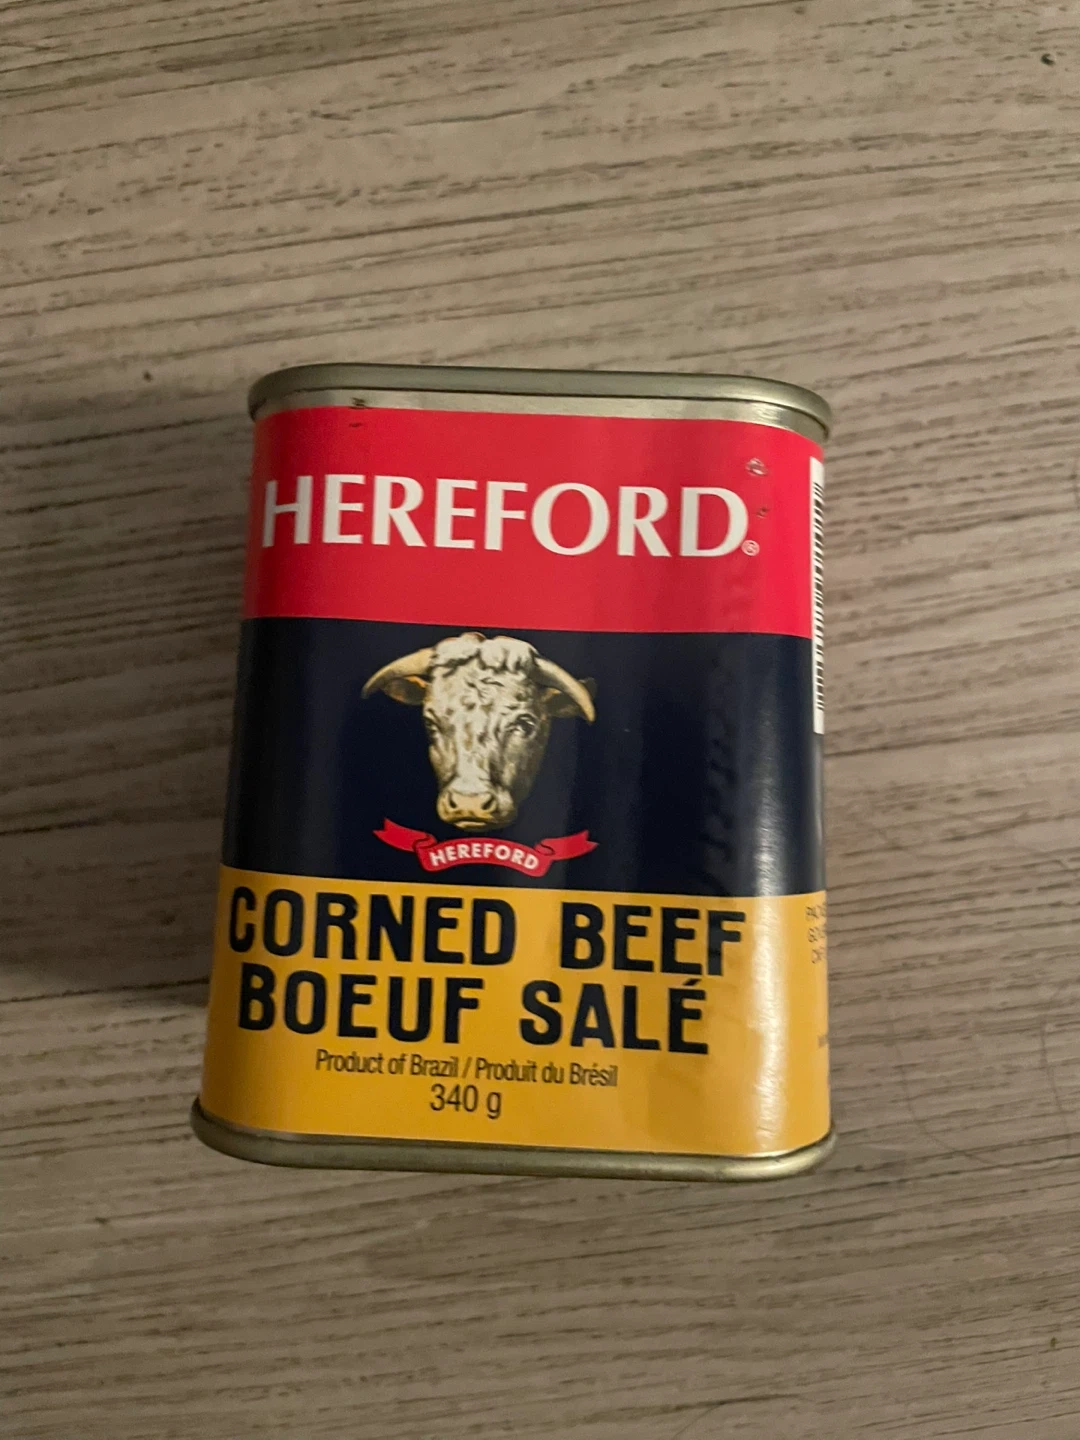 HEREFORD®
HEREFORD
CORNED BEEF
BOEUF SALÉ
Product of Brazil / Produit du Brésil
340 g